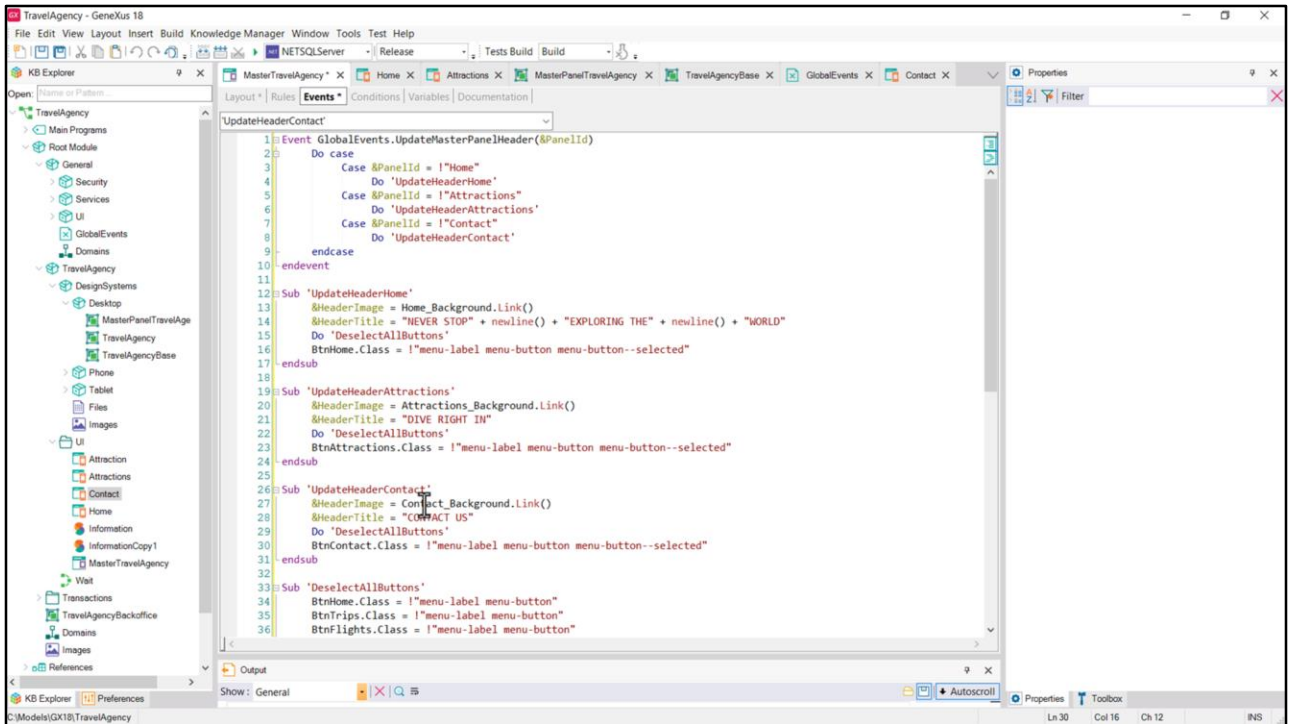 GX TravelAgency - GeneXus 18
File Edit View Layout Insert Build Knowledge Manager Window Tools Test Help
NETSQLServer Release Tests Build Build
KB Explorer
Open: Name or Pattern...
TravelAgency
Main Programs
Root Module
General
Security
Services
UI
GlobalEvents
Domains
TravelAgency
DesignSystems
Desktop
MasterPanelTravelAge
TravelAgency
TravelAgencyBase
Phone
Tablet
Files
Images
UI
Attraction
Attractions
Contact
Home
Information
InformationCopy1
MasterTravelAgency
Wait
Transactions
TravelAgencyBackoffice
Domains
Images
References
KB Explorer Preferences
MasterTravelAgency * X Home X Attractions X MasterPanelTravelAgency X TravelAgencyBase X GlobalEvents X Contact X
Layout * | Rules | Events * | Conditions | Variables | Documentation |
'UpdateHeaderContact'
1 Event GlobalEvents.UpdateMasterPanelHeader(&PanelId)
2 Do case
3 Case &PanelId = !"Home"
4 Do 'UpdateHeaderHome'
5 Case &PanelId = !"Attractions"
6 Do 'UpdateHeaderAttractions'
7 Case &PanelId = !"Contact"
8 Do 'UpdateHeaderContact'
9 endcase
10 endevent
11
12 Sub 'UpdateHeaderHome'
13 &HeaderImage = Home_Background.Link()
14 &HeaderTitle = "NEVER STOP" + newline() + "EXPLORING THE" + newline() + "WORLD"
15 Do 'DeselectAllButtons'
16 BtnHome.Class = !"menu-label menu-button menu-button--selected"
17 endsub
18
19 Sub 'UpdateHeaderAttractions'
20 &HeaderImage = Attractions_Background.Link()
21 &HeaderTitle = "DIVE RIGHT IN"
22 Do 'DeselectAllButtons'
23 BtnAttractions.Class = !"menu-label menu-button menu-button--selected"
24 endsub
25
26 Sub 'UpdateHeaderContact'
27 &HeaderImage = Contact_Background.Link()
28 &HeaderTitle = "CONTACT US"
29 Do 'DeselectAllButtons'
30 BtnContact.Class = !"menu-label menu-button menu-button--selected"
31 endsub
32
33 Sub 'DeselectAllButtons'
34 BtnHome.Class = !"menu-label menu-button"
35 BtnTrips.Class = !"menu-label menu-button"
36 BtnFlights.Class = !"menu-label menu-button"
Output
Show: General Autoscroll
Properties
Filter
Properties Toolbox
C:\Models\GX18\TravelAgency Ln 30 Col 16 Ch 12 INS